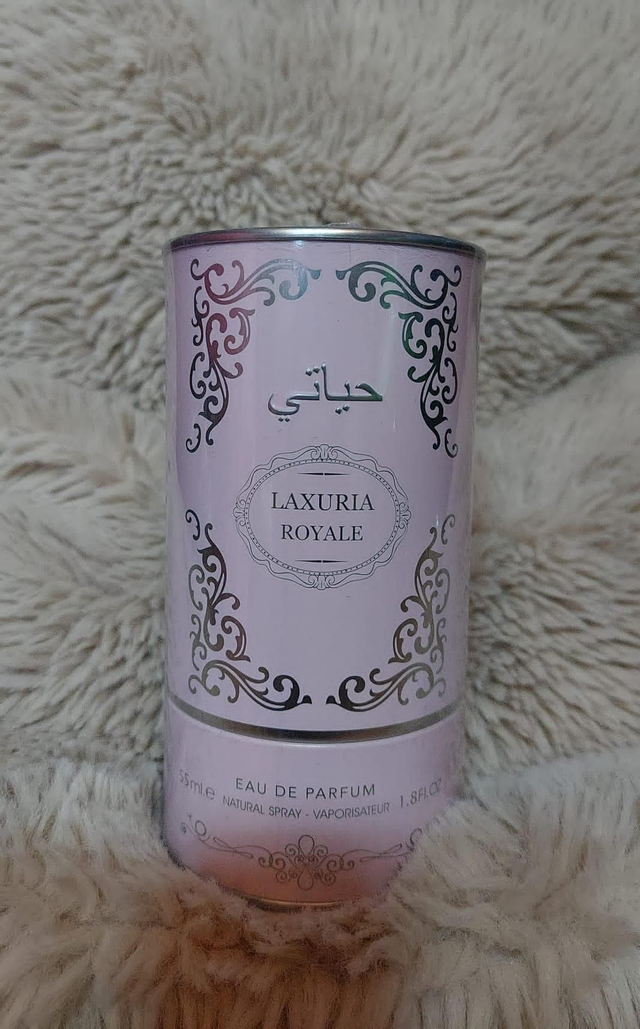 حياتي
LAXURIA
ROYALE
EAU DE PARFUM
55ml.e NATURAL SPRAY - VAPORISATEUR 1.8Fl.OZ